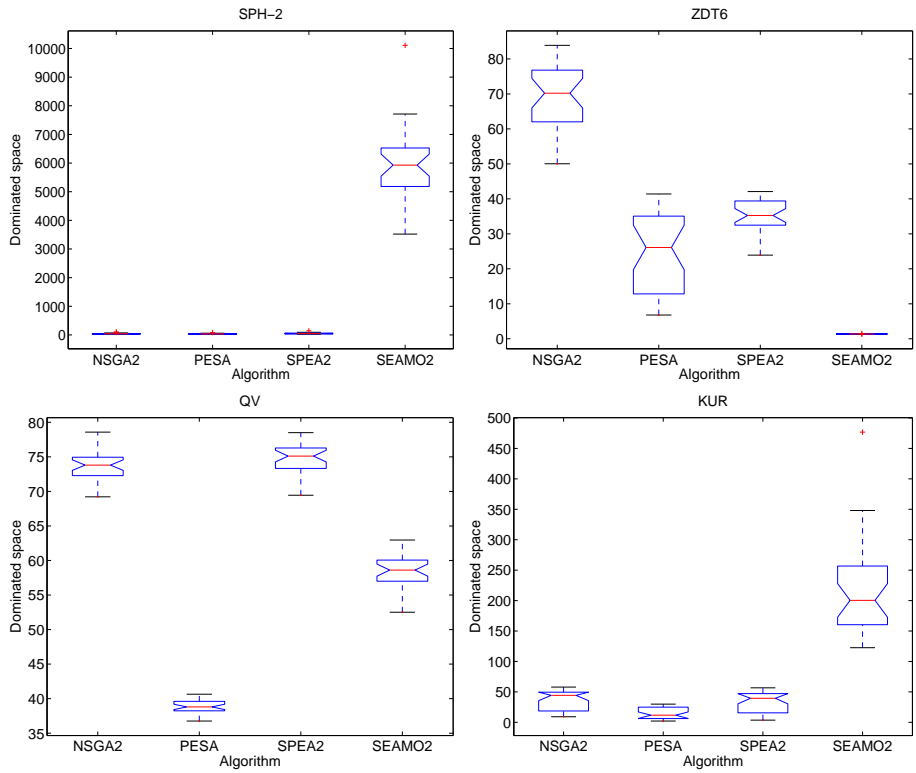 SPH-2
Dominated space
10000
9000
8000
7000
6000
5000
4000
3000
2000
1000
0
NSGA2 PESA SPEA2 SEAMO2
Algorithm
ZDT6
Dominated space
80
70
60
50
40
30
20
10
0
NSGA2 PESA SPEA2 SEAMO2
Algorithm
QV
Dominated space
80
75
70
65
60
55
50
45
40
35
NSGA2 PESA SPEA2 SEAMO2
Algorithm
KUR
Dominated space
500
450
400
350
300
250
200
150
100
50
0
NSGA2 PESA SPEA2 SEAMO2
Algorithm